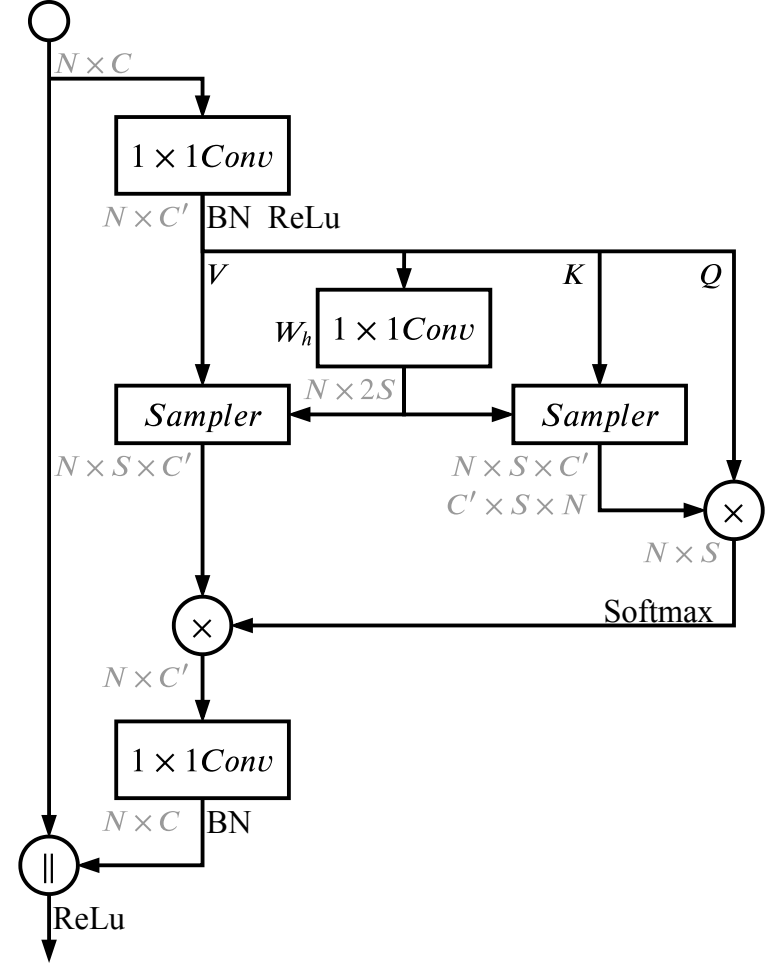 N × C
1 × 1Conv
N × C′ BN ReLu
V K Q
W_h 1 × 1Conv
N × 2S
Sampler Sampler
N × S × C′ N × S × C′
C′ × S × N
×
N × S
Softmax
×
N × C′
1 × 1Conv
N × C BN
||
ReLu